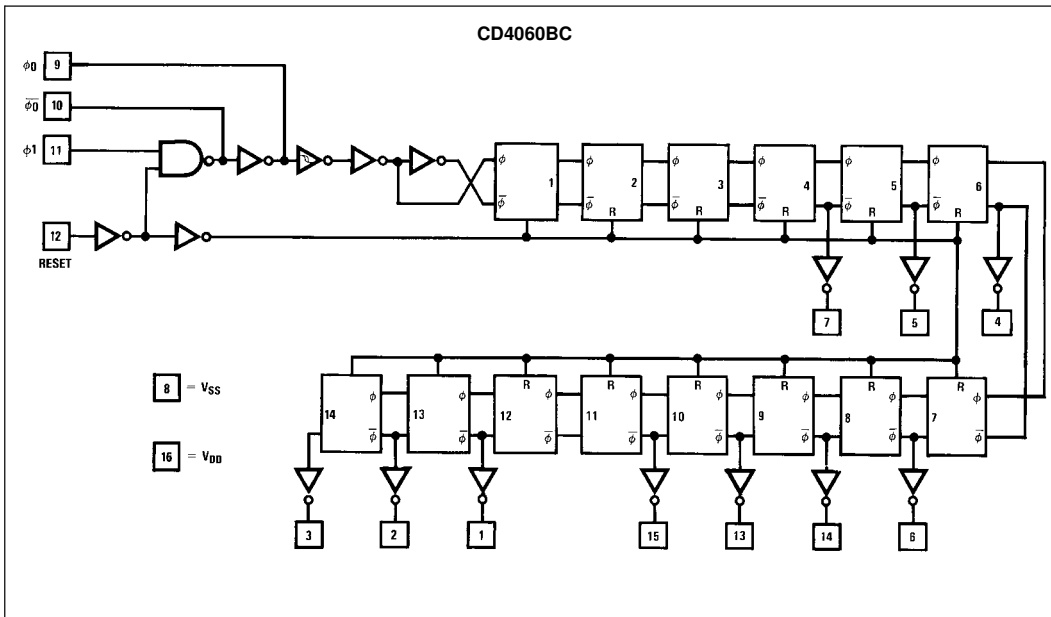 CD4060BC
ϕ0 9
ϕ̅0̅ 10
ϕ1 11
12
RESET
ϕ ϕ̅ 1
ϕ ϕ̅ 2 R
3 R
ϕ ϕ̅ 4 R
ϕ ϕ̅ 5 R
ϕ ϕ̅ 6 R
7 5 4
8 = VSS
16 = VDD
14 ϕ
13 ϕ ϕ̅
12 R ϕ ϕ̅
11 R ϕ ϕ̅
10 R ϕ ϕ̅
9 R ϕ ϕ̅
8 R ϕ ϕ̅
7 R ϕ ϕ̅
3 2 1 15 13 14 6